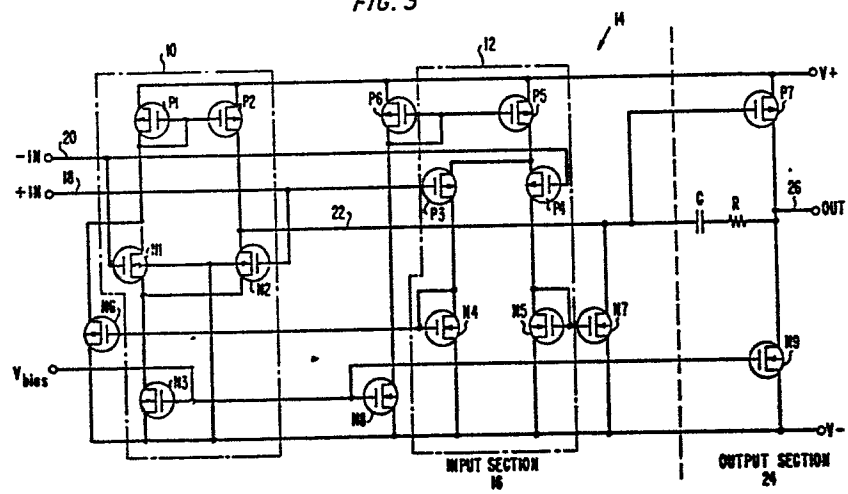 FIG. 3
14
10
12
V+
P1
P2
P6
P5
P7
-IN
20
+IN
18
P3
P4
22
C
R
26
OUT
N1
N2
N6
N4
N5
N7
N9
Vbias
N3
N8
V-
INPUT SECTION
16
OUTPUT SECTION
24